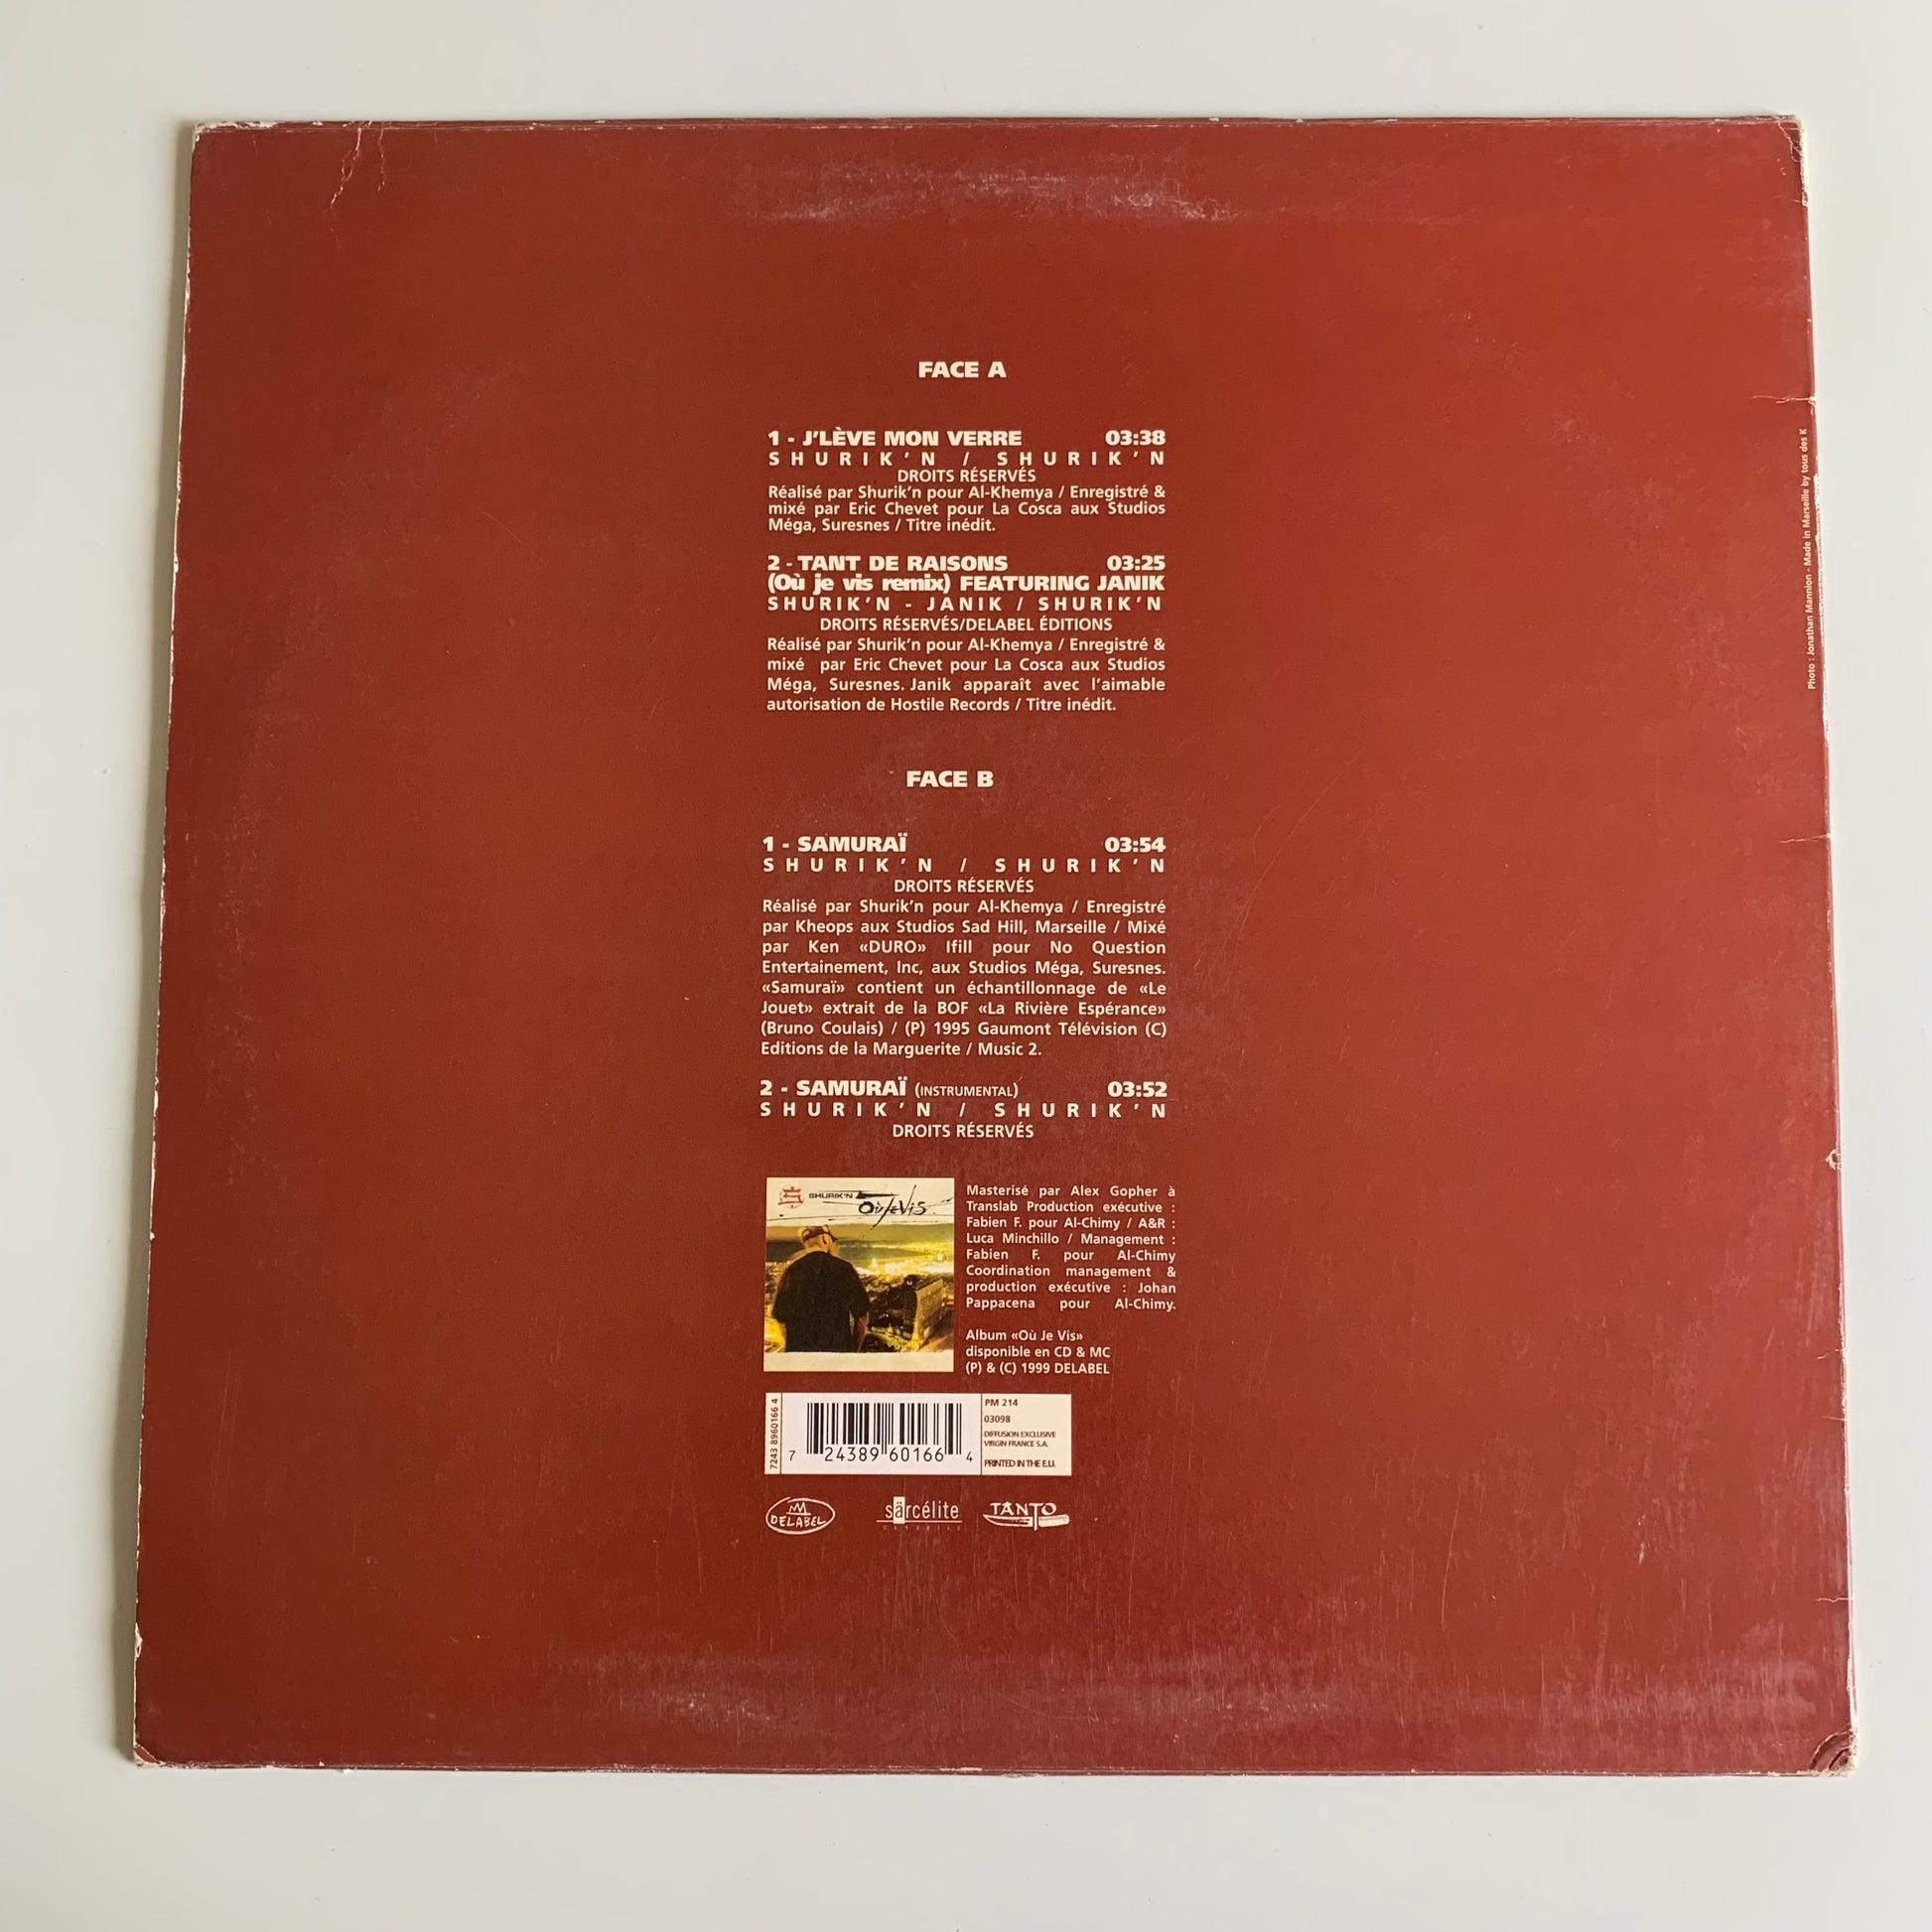 FACE A
1 - J'LÈVE MON VERRE 03:38
SHURIK'N / SHURIK'N
DROITS RÉSERVÉS
Réalisé par Shurik'n pour Al-Khemya / Enregistré &
mixé par Eric Chevet pour La Cosca aux Studios
Méga, Suresnes / Titre inédit.
2 - TANT DE RAISONS 03:25
(Où je vis remix) FEATURING JANIK
SHURIK'N - JANIK / SHURIK'N
DROITS RÉSERVÉS/DELABEL ÉDITIONS
Réalisé par Shurik'n pour Al-Khemya / Enregistré &
mixé par Eric Chevet pour La Cosca aux Studios
Méga, Suresnes. Janik apparaît avec l'aimable
autorisation de Hostile Records / Titre inédit.
FACE B
1 - SAMURAÏ 03:54
SHURIK'N / SHURIK'N
DROITS RÉSERVÉS
Réalisé par Shurik'n pour Al-Khemya / Enregistré
par Kheops aux Studios Sad Hill, Marseille / Mixé
par Ken «DURO» Ifill pour No Question
Entertainement, Inc, aux Studios Méga, Suresnes.
«Samuraï» contient un échantillonnage de «Le
Jouet» extrait de la BOF «La Rivière Espérance»
(Bruno Coulais) / (P) 1995 Gaumont Télévision (C)
Editions de la Marguerite / Music 2.
2 - SAMURAÏ (INSTRUMENTAL) 03:52
SHURIK'N / SHURIK'N
DROITS RÉSERVÉS
SHURIK'N Où Je Vis
Masterisé par Alex Gopher à
Translab Production exécutive :
Fabien F. pour Al-Chimy / A&R :
Luca Minchillo / Management :
Fabien F. pour Al-Chimy
Coordination management &
production exécutive : Johan
Pappacena pour Al-Chimy.
Album «Où Je Vis»
disponible en CD & MC
(P) & (C) 1999 DELABEL
7243 8960166 4
7 24389 60166 4
PM 214
03098
DIFFUSION EXCLUSIVE
VIRGIN FRANCE S.A.
PRINTED IN THE E.U.
DELABEL
särcélite
TANTO
Photo : Jonathan Mannion - Made in Marseille by tous des K